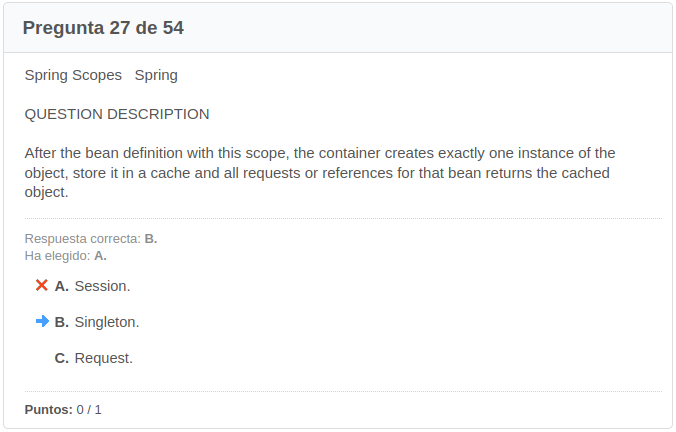 Pregunta 27 de 54
Spring Scopes Spring
QUESTION DESCRIPTION
After the bean definition with this scope, the container creates exactly one instance of the
object, store it in a cache and all requests or references for that bean returns the cached
object.
Respuesta correcta: B.
Ha elegido: A.
A. Session.
B. Singleton.
C. Request.
Puntos: 0 / 1